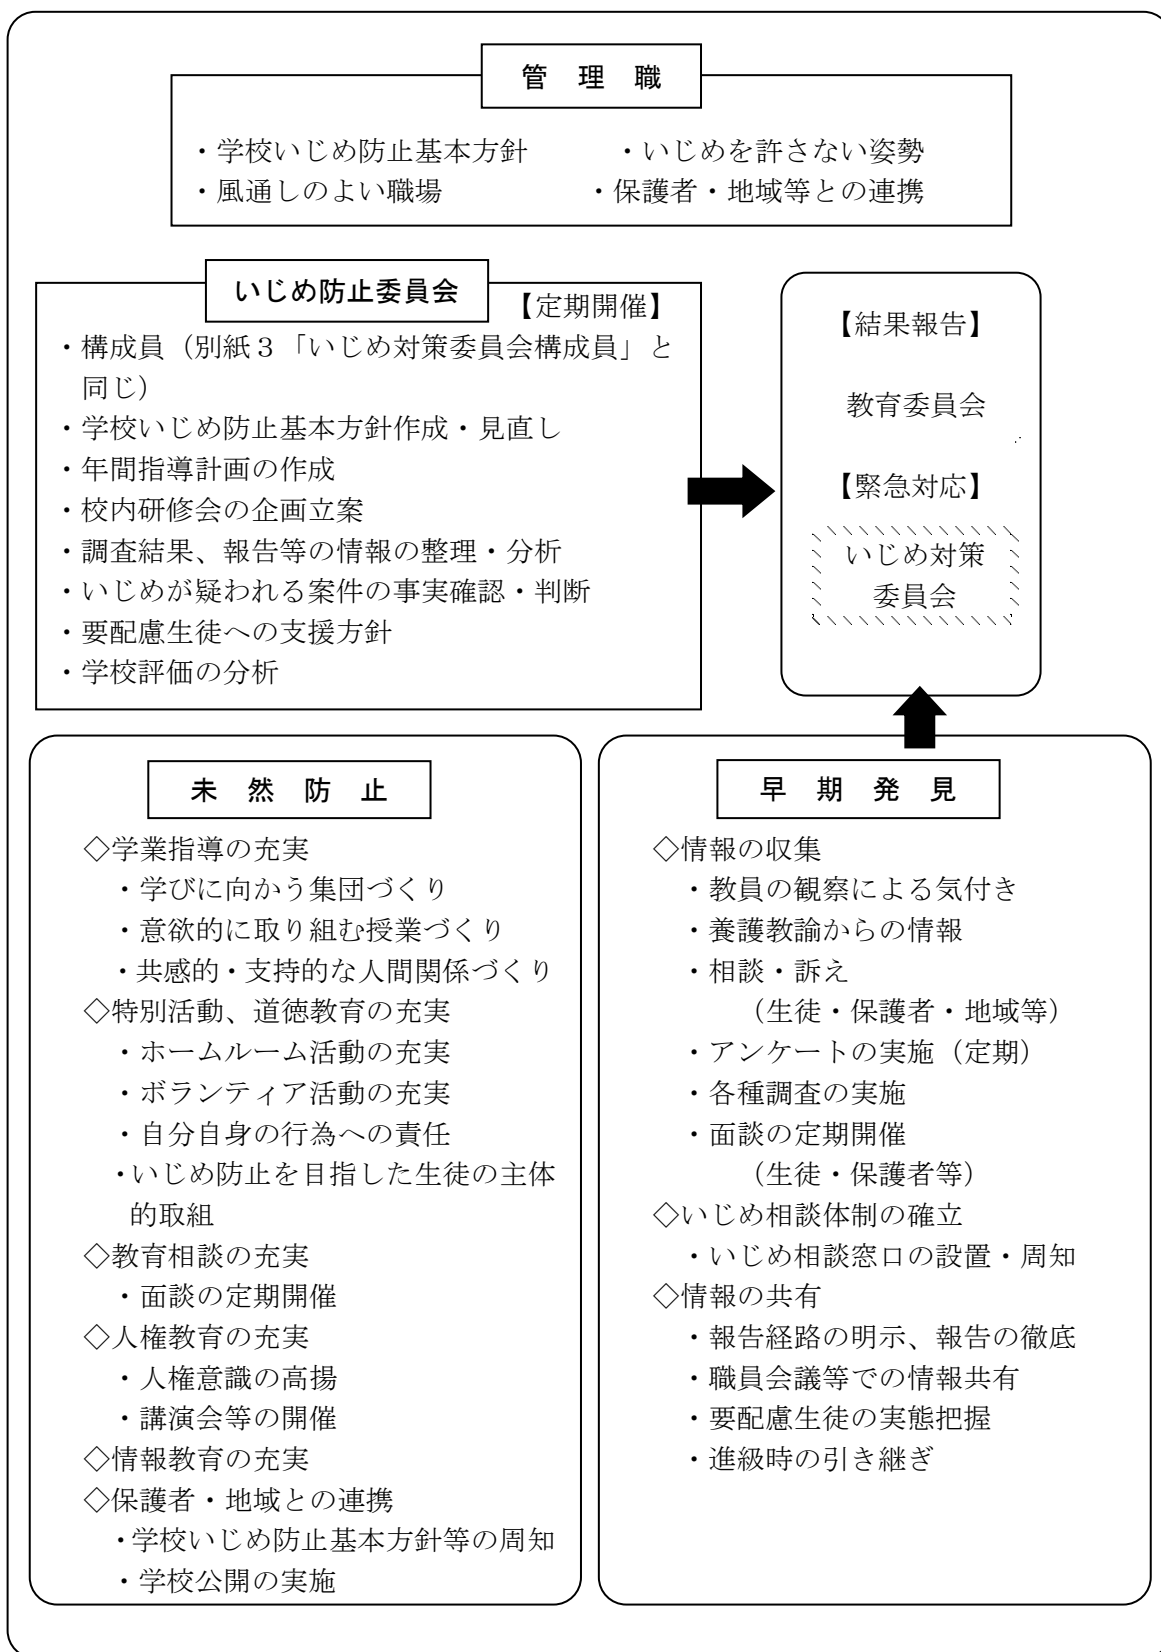 管　理　職
・学校いじめ防止基本方針　　　・いじめを許さない姿勢
・風通しのよい職場　　　　　・保護者・地域等との連携
いじめ防止委員会
【定期開催】
・構成員（別紙３「いじめ対策委員会構成員」と
同じ）
・学校いじめ防止基本方針作成・見直し
・年間指導計画の作成
・校内研修会の企画立案
・調査結果、報告等の情報の整理・分析
・いじめが疑われる案件の事実確認・判断
・要配慮生徒への支援方針
・学校評価の分析
【結果報告】
教育委員会
【緊急対応】
いじめ対策
委員会
未　然　防　止
◇学業指導の充実
・学びに向かう集団づくり
・意欲的に取り組む授業づくり
・共感的・支持的な人間関係づくり
◇特別活動、道徳教育の充実
・ホームルーム活動の充実
・ボランティア活動の充実
・自分自身の行為への責任
・いじめ防止を目指した生徒の主体
的取組
◇教育相談の充実
・面談の定期開催
◇人権教育の充実
・人権意識の高揚
・講演会等の開催
◇情報教育の充実
◇保護者・地域との連携
・学校いじめ防止基本方針等の周知
・学校公開の実施
早　期　発　見
◇情報の収集
・教員の観察による気付き
・養護教諭からの情報
・相談・訴え
（生徒・保護者・地域等）
・アンケートの実施（定期）
・各種調査の実施
・面談の定期開催
（生徒・保護者等）
◇いじめ相談体制の確立
・いじめ相談窓口の設置・周知
◇情報の共有
・報告経路の明示、報告の徹底
・職員会議等での情報共有
・要配慮生徒の実態把握
・進級時の引き継ぎ